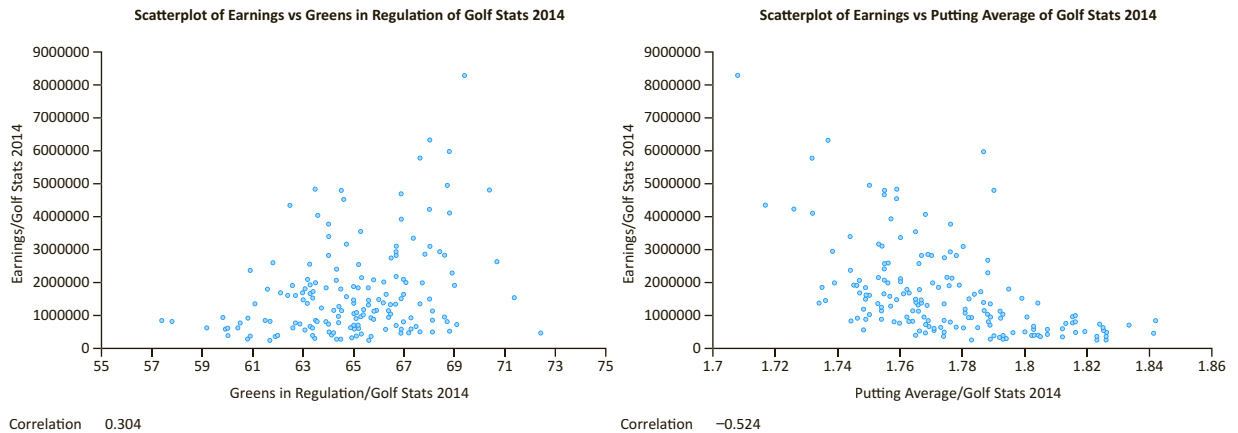 Scatterplot of Earnings vs Greens in Regulation of Golf Stats 2014
Earnings/Golf Stats 2014
9000000
8000000
7000000
6000000
5000000
4000000
3000000
2000000
1000000
0
55 57 59 61 63 65 67 69 71 73 75
Greens in Regulation/Golf Stats 2014
Correlation 0.304
Scatterplot of Earnings vs Putting Average of Golf Stats 2014
Earnings/Golf Stats 2014
9000000
8000000
7000000
6000000
5000000
4000000
3000000
2000000
1000000
0
1.7 1.72 1.74 1.76 1.78 1.8 1.82 1.84 1.86
Putting Average/Golf Stats 2014
Correlation −0.524